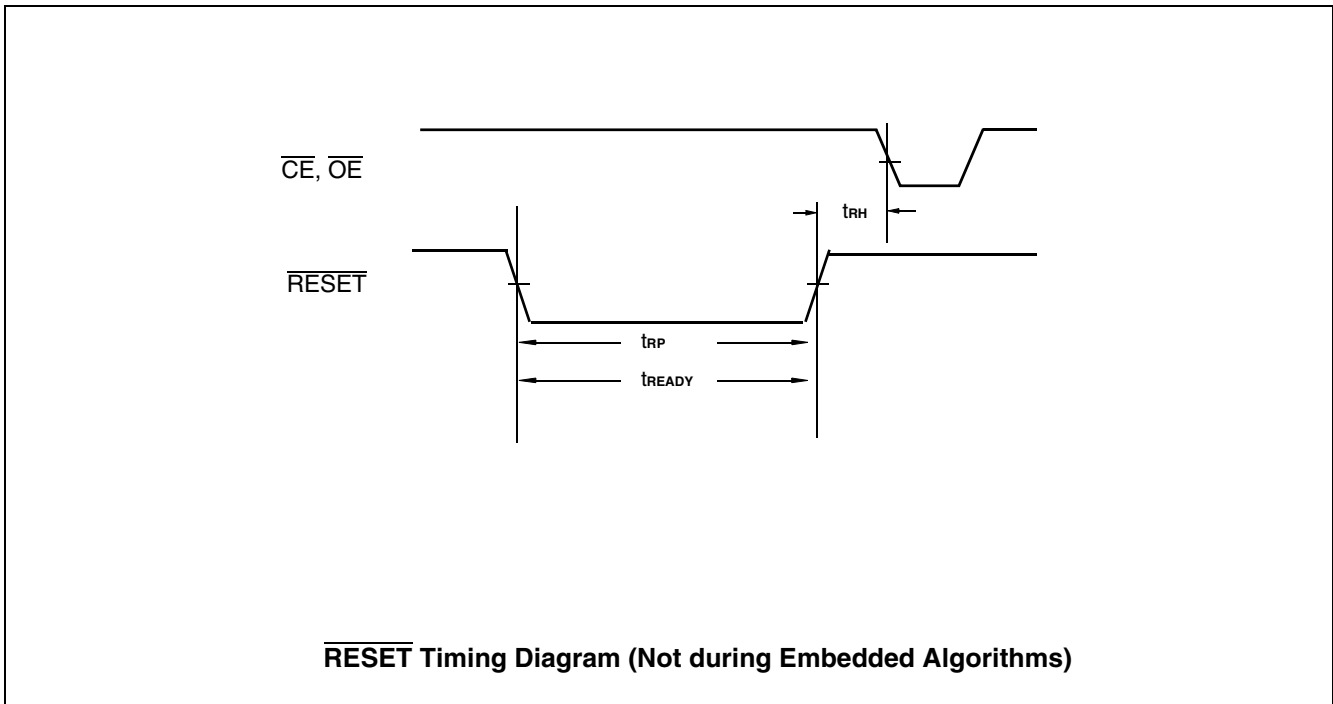 CE, OE
tRH
RESET
tRP
tREADY
RESET Timing Diagram (Not during Embedded Algorithms)